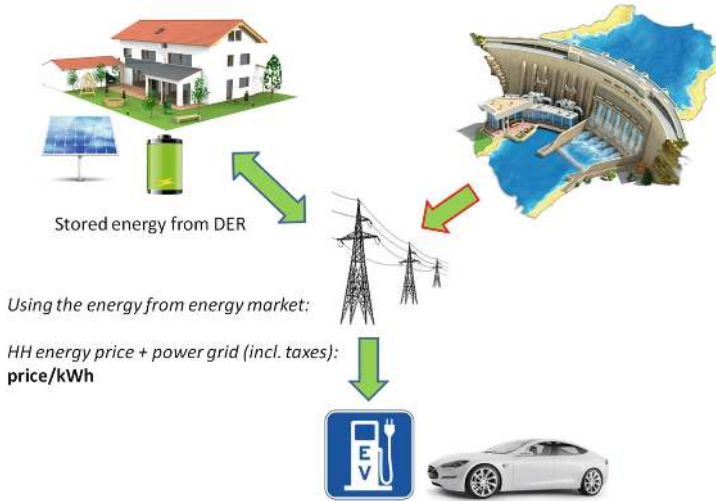 Stored energy from DER
Using the energy from energy market:
HH energy price + power grid (incl. taxes):
price/kWh
E
V